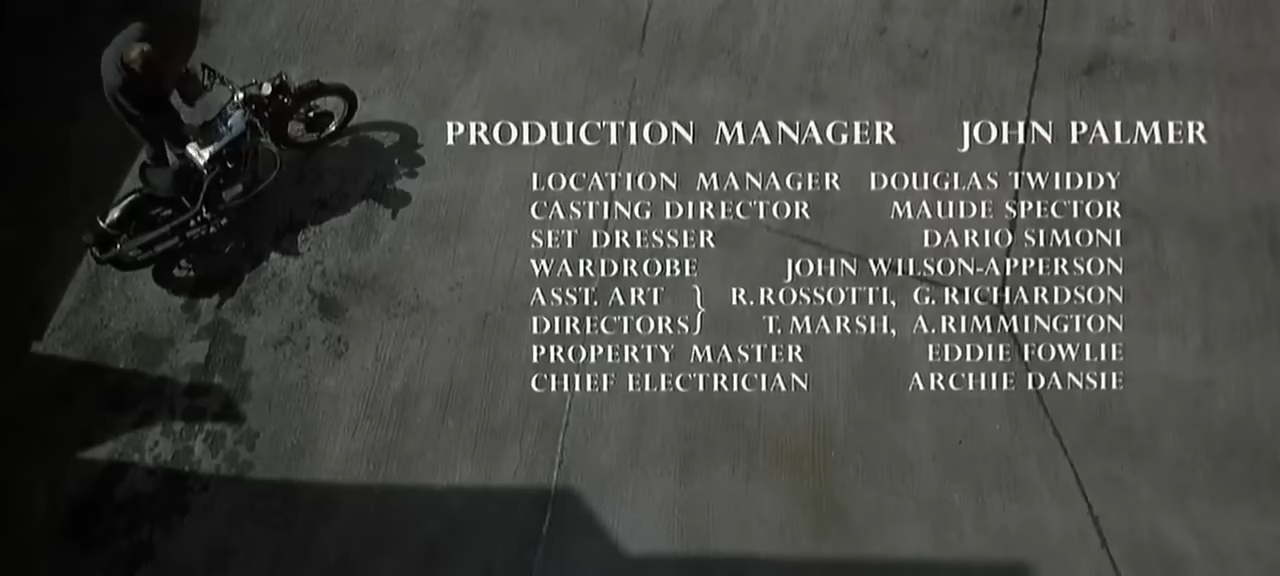 PRODUCTION MANAGER JOHN PALMER
LOCATION MANAGER DOUGLAS TWIDDY
CASTING DIRECTOR MAUDE SPECTOR
SET DRESSER DARIO SIMONI
WARDROBE JOHN WILSON-APPERSON
ASST. ART } R. ROSSOTTI, G. RICHARDSON
DIRECTORS } T. MARSH, A. RIMMINGTON
PROPERTY MASTER EDDIE FOWLIE
CHIEF ELECTRICIAN ARCHIE DANSIE